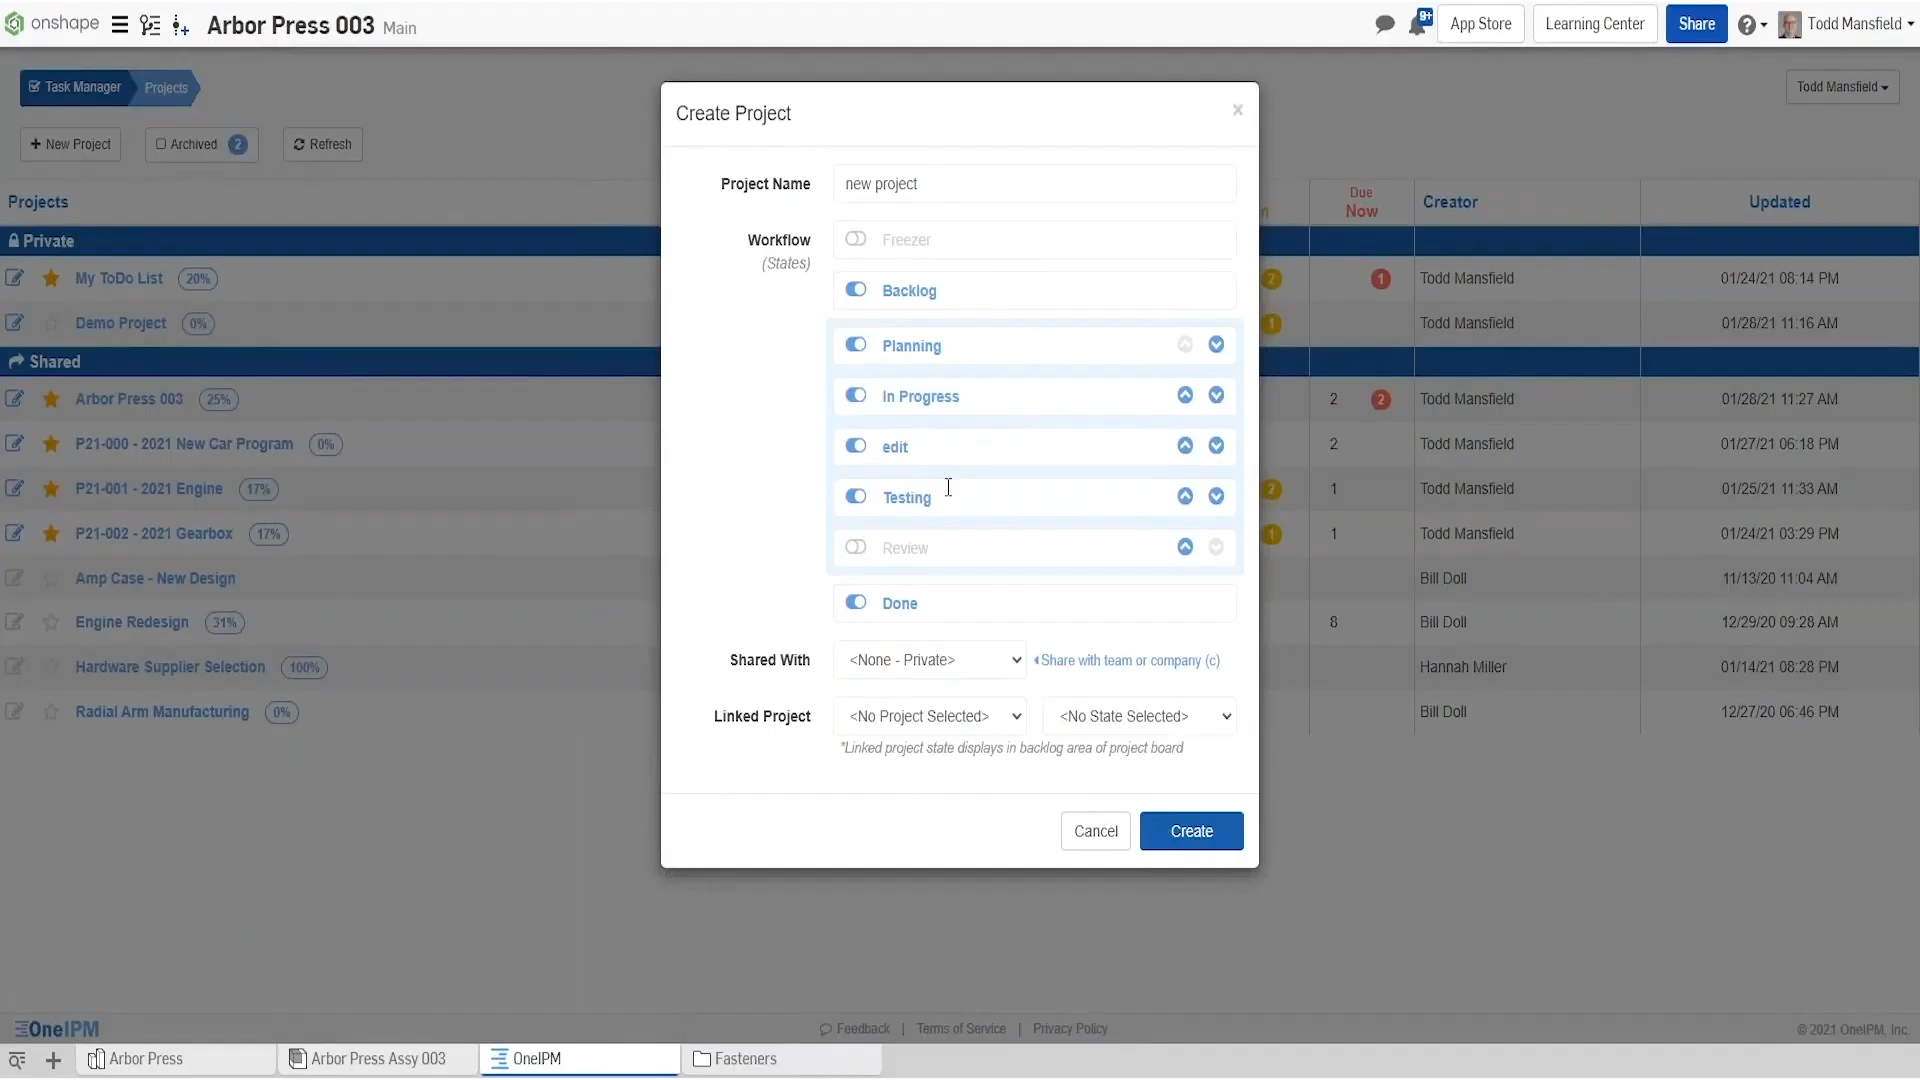 onshape Arbor Press 003 Main 9+ App Store Learning Center Share Todd Mansfield
Task Manager Projects Todd Mansfield
New Project Archived 2 Refresh
Projects Due Now Creator Updated
Private
My ToDo List 20% 2 1 Todd Mansfield 01/24/21 08:14 PM
Demo Project 0% 1 Todd Mansfield 01/28/21 11:16 AM
Shared
Arbor Press 003 25% 2 2 Todd Mansfield 01/28/21 11:27 AM
P21-000 - 2021 New Car Program 0% 2 Todd Mansfield 01/27/21 06:18 PM
P21-001 - 2021 Engine 17% 2 1 Todd Mansfield 01/25/21 11:33 AM
P21-002 - 2021 Gearbox 17% 1 1 Todd Mansfield 01/24/21 03:29 PM
Amp Case - New Design Bill Doll 11/13/20 11:04 AM
Engine Redesign 31% 8 Bill Doll 12/29/20 09:28 AM
Hardware Supplier Selection 100% Hannah Miller 01/14/21 08:28 PM
Radial Arm Manufacturing 0% Bill Doll 12/27/20 06:46 PM
Create Project ×
Project Name new project
Workflow Freezer
(States)
Backlog
Planning
In Progress
edit
Testing
Review
Done
Shared With <None - Private> Share with team or company (c)
Linked Project <No Project Selected> <No State Selected>
*Linked project state displays in backlog area of project board
Cancel Create
OneIPM Feedback | Terms of Service | Privacy Policy © 2021 OneIPM, Inc.
Arbor Press Arbor Press Assy 003 OneIPM Fasteners